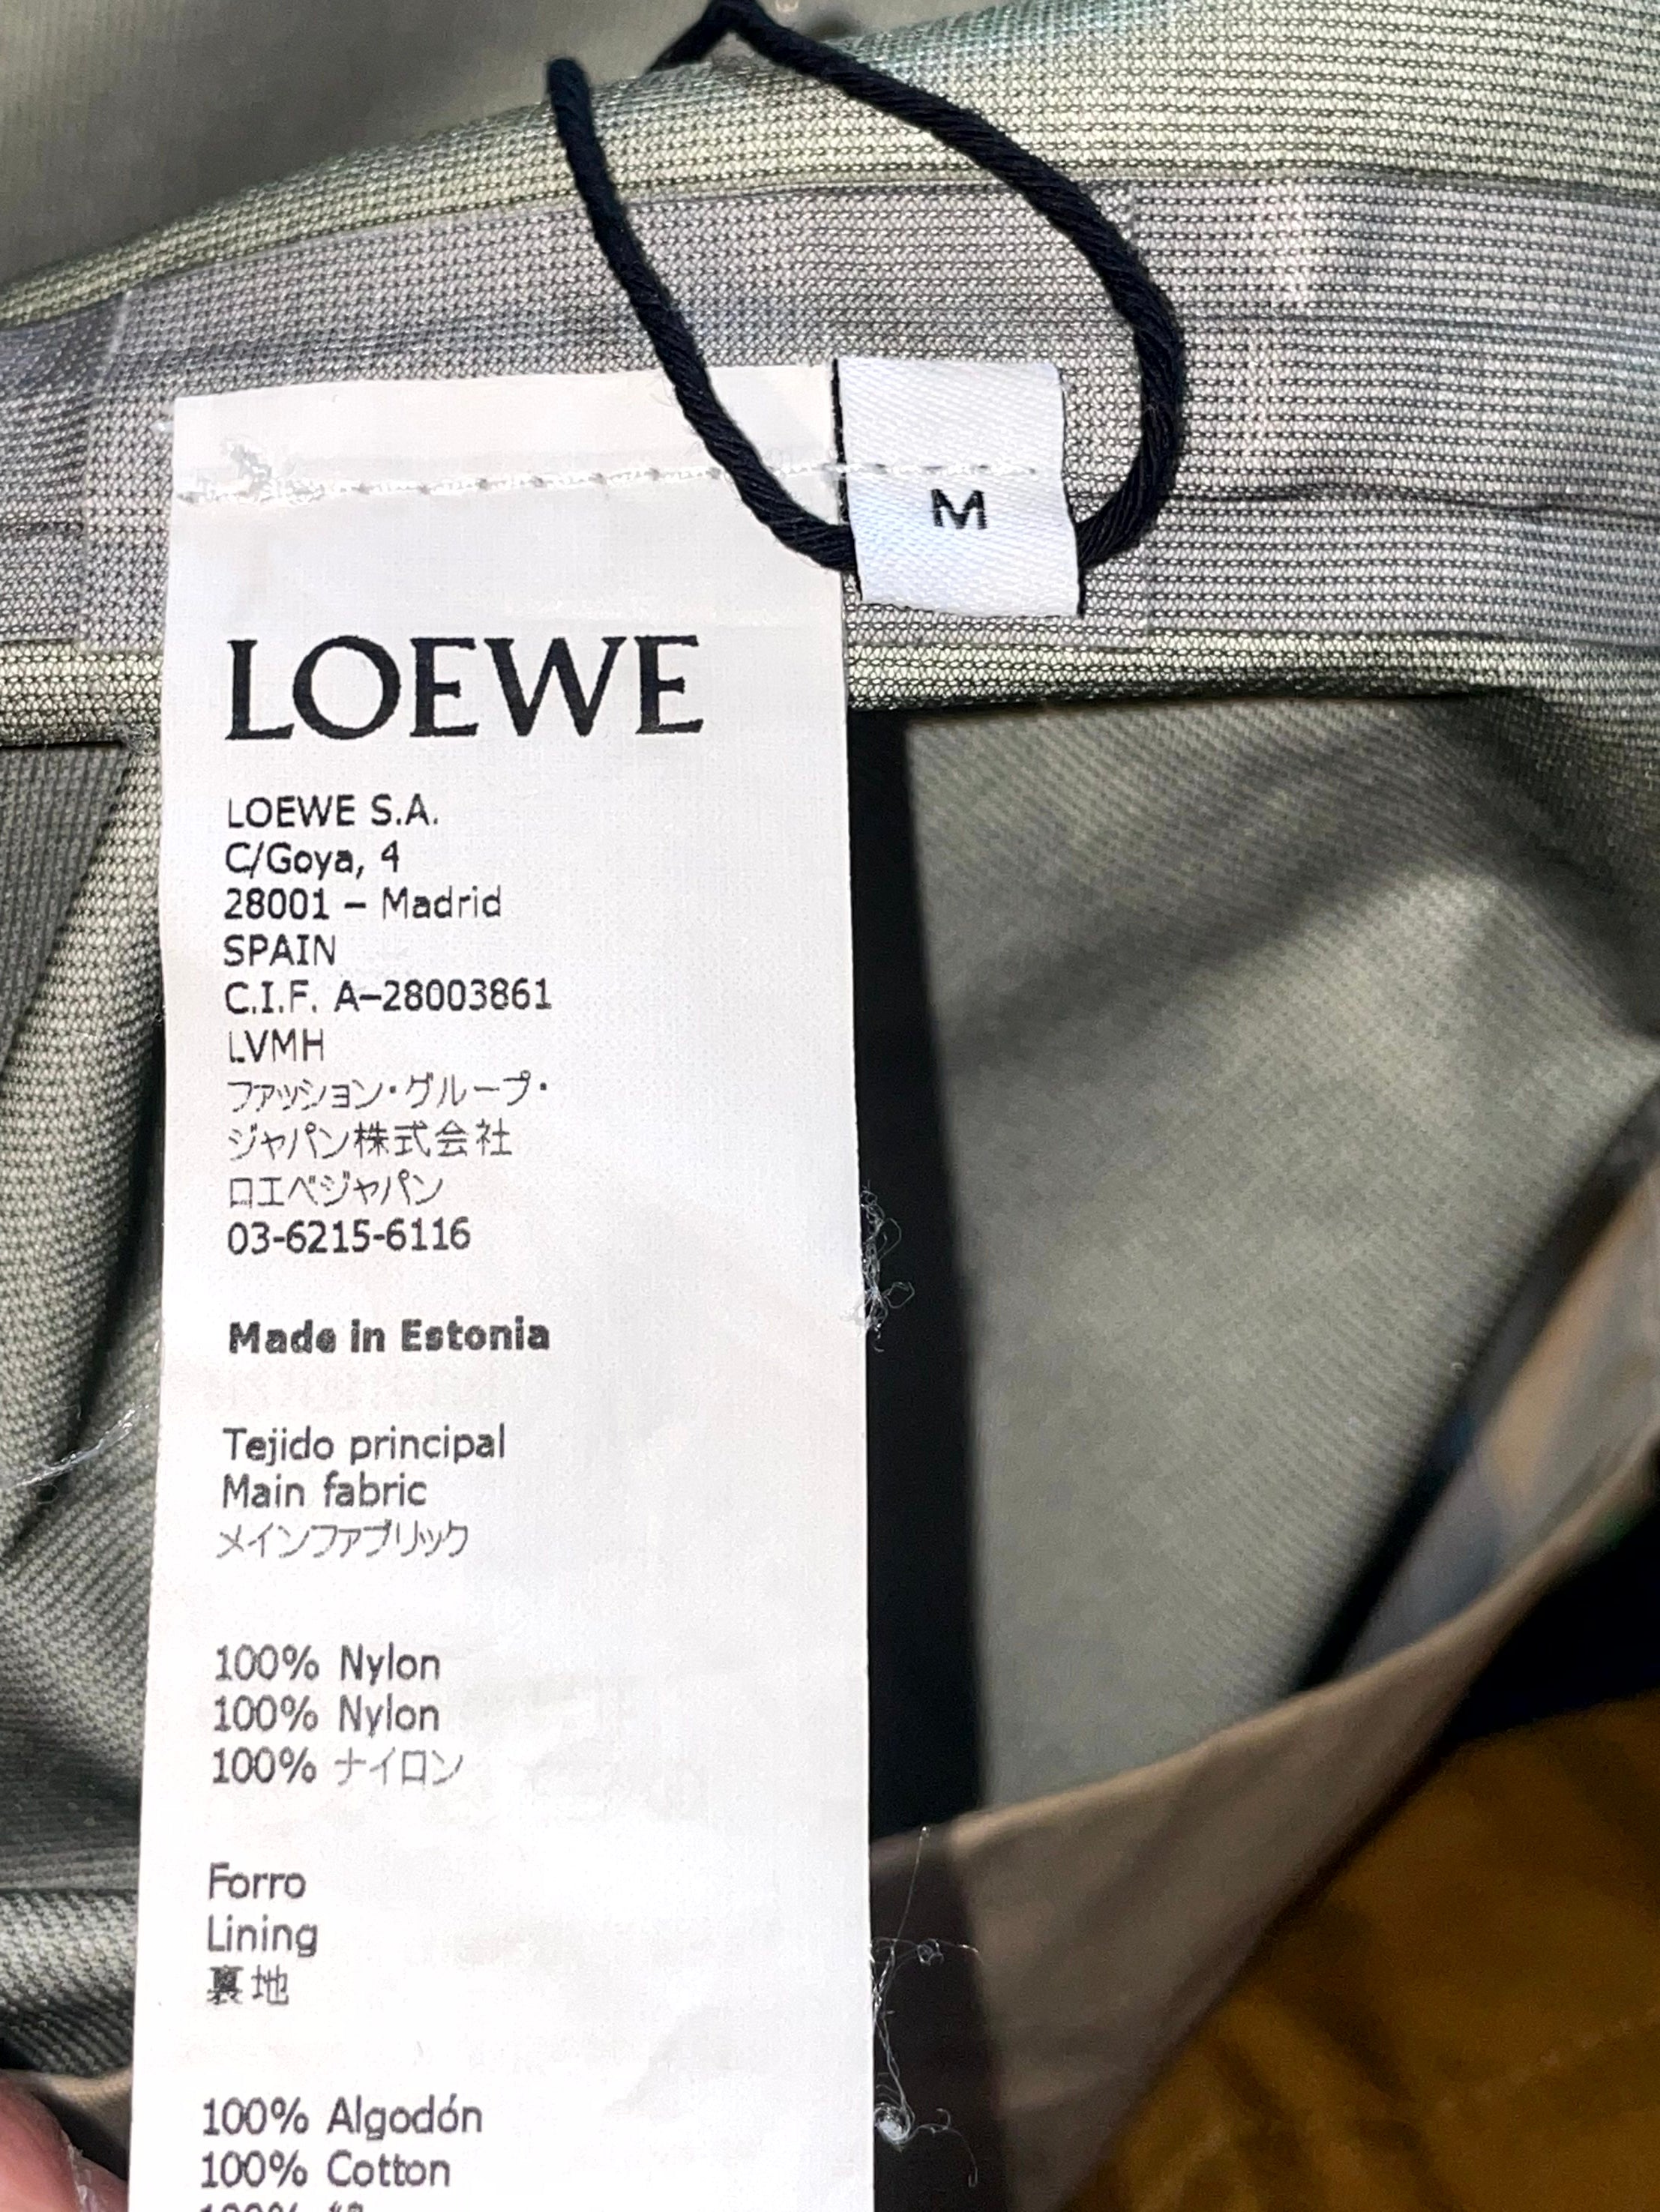 M
LOEWE
LOEWE S.A.
C/Goya, 4
28001 – Madrid
SPAIN
C.I.F. A–28003861
LVMH
ファッション・グループ・
ジャパン株式会社
ロエベジャパン
03-6215-6116
Made in Estonia
Tejido principal
Main fabric
メインファブリック
100% Nylon
100% Nylon
100% ナイロン
Forro
Lining
裏地
100% Algodón
100% Cotton
100%